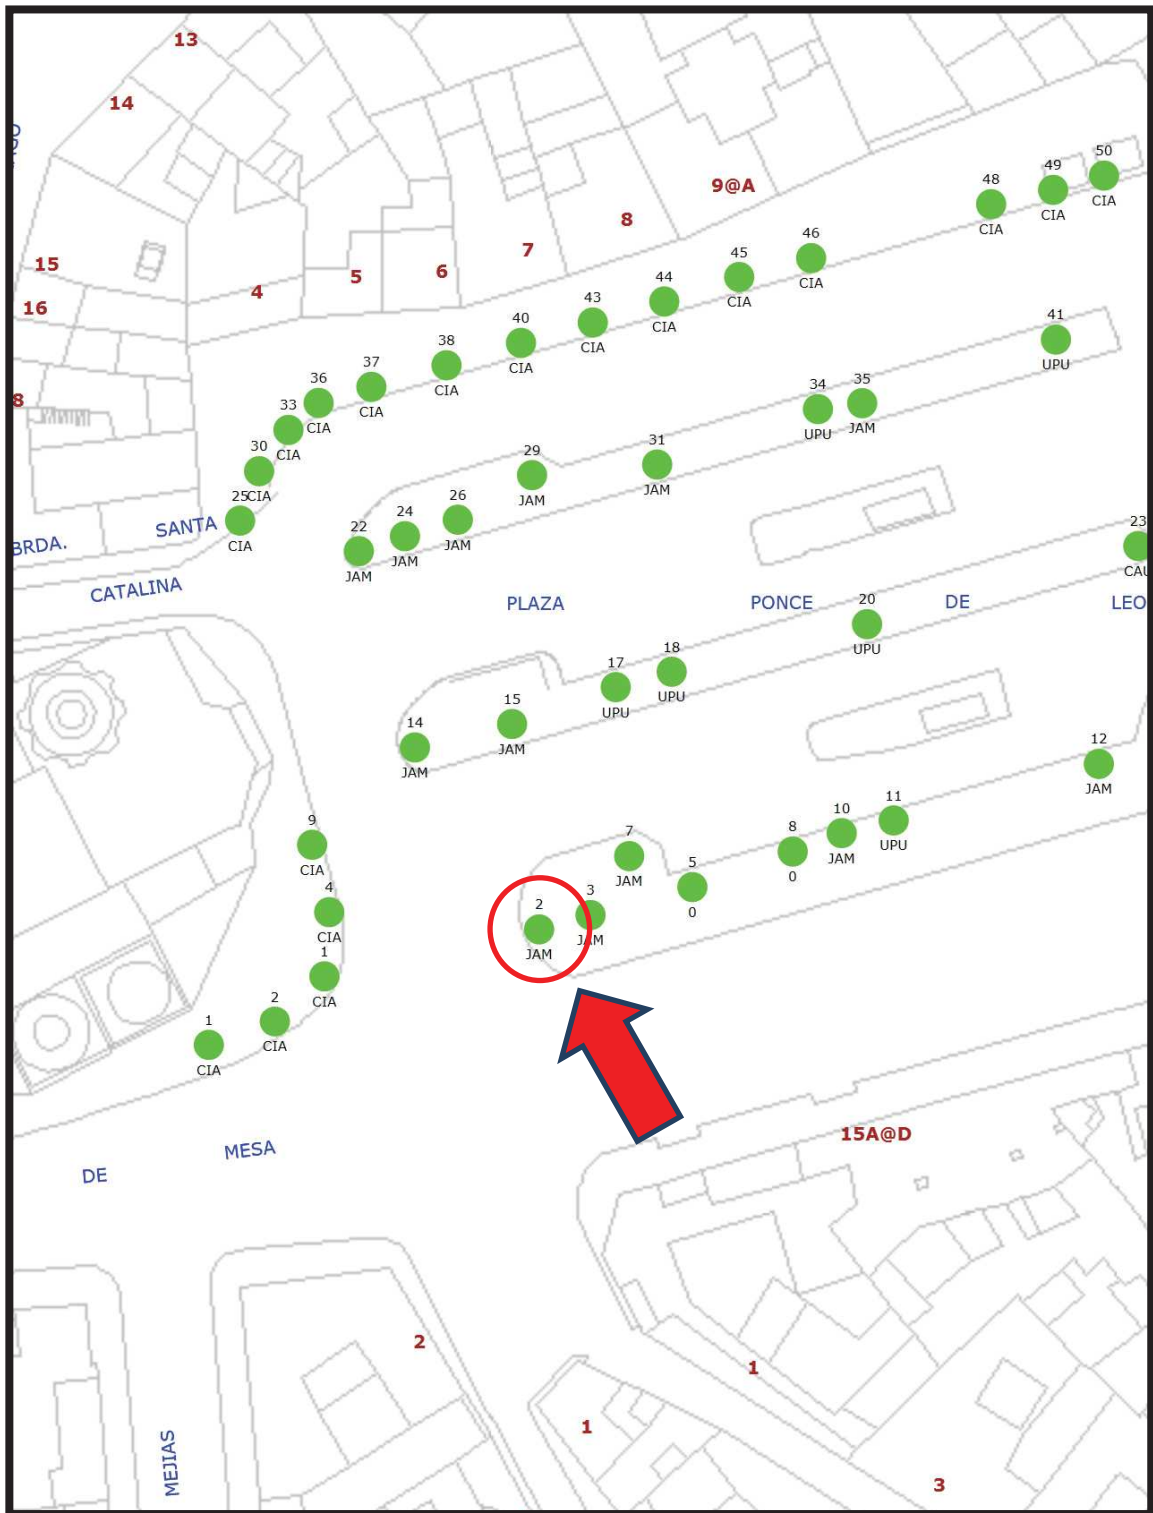 13
14
50
49
48
CIA
CIA
CIA
9@A
8
46
45
7
15
6
5
4
44
CIA
CIA
16
43
CIA
40
CIA
41
38
CIA
37
CIA
UPU
36
CIA
34
35
8
33
CIA
UPU
JAM
30
CIA
29
31
25
CIA
JAM
JAM
26
24
22
JAM
23
SANTA
CIA
JAM
BRDA.
JAM
CAU
CATALINA
PLAZA
PONCE
DE
LEO
20
UPU
18
17
UPU
15
UPU
14
JAM
12
JAM
JAM
11
10
9
7
8
UPU
JAM
CIA
JAM
5
0
4
3
2
0
CIA
JAM
JAM
1
CIA
2
1
CIA
CIA
15A@D
MESA
DE
2
1
1
MEJIAS
3